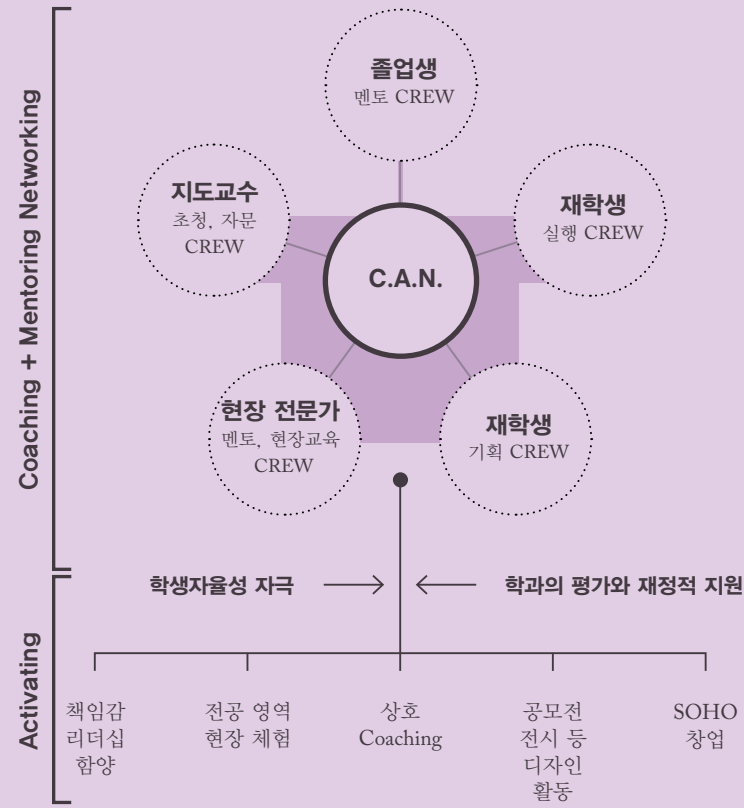 Coaching + Mentoring Networking
졸업생
멘토 CREW
지도교수
초청, 자문
CREW
재학생
실행 CREW
C.A.N.
현장 전문가
멘토, 현장교육
CREW
재학생
기획 CREW
Activating
학생자율성 자극
학과의 평가와 재정적 지원
책임감
리더십
함양
전공 영역
현장 체험
상호
Coaching
공모전
전시 등
디자인
활동
SOHO
창업